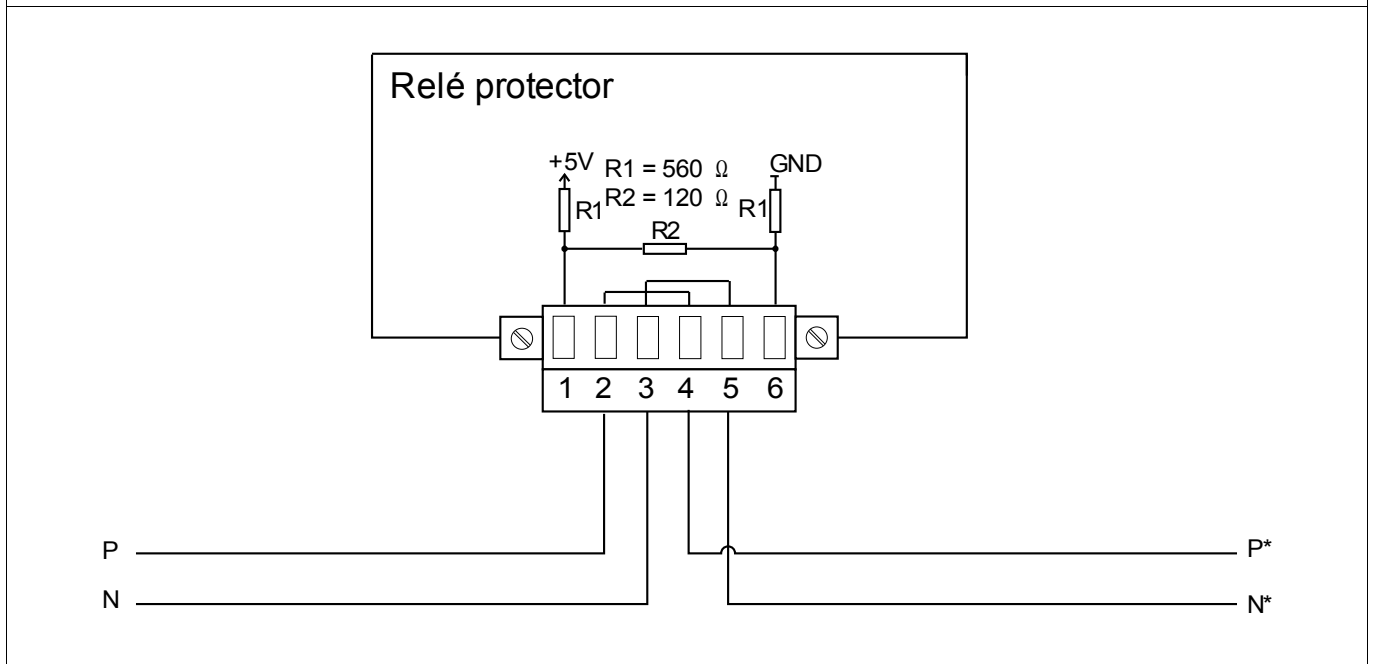 Relé protector
+5V R1 = 560 Ω GND
R1 R2 = 120 Ω R1
R2
1 2 3 4 5 6
P P*
N N*